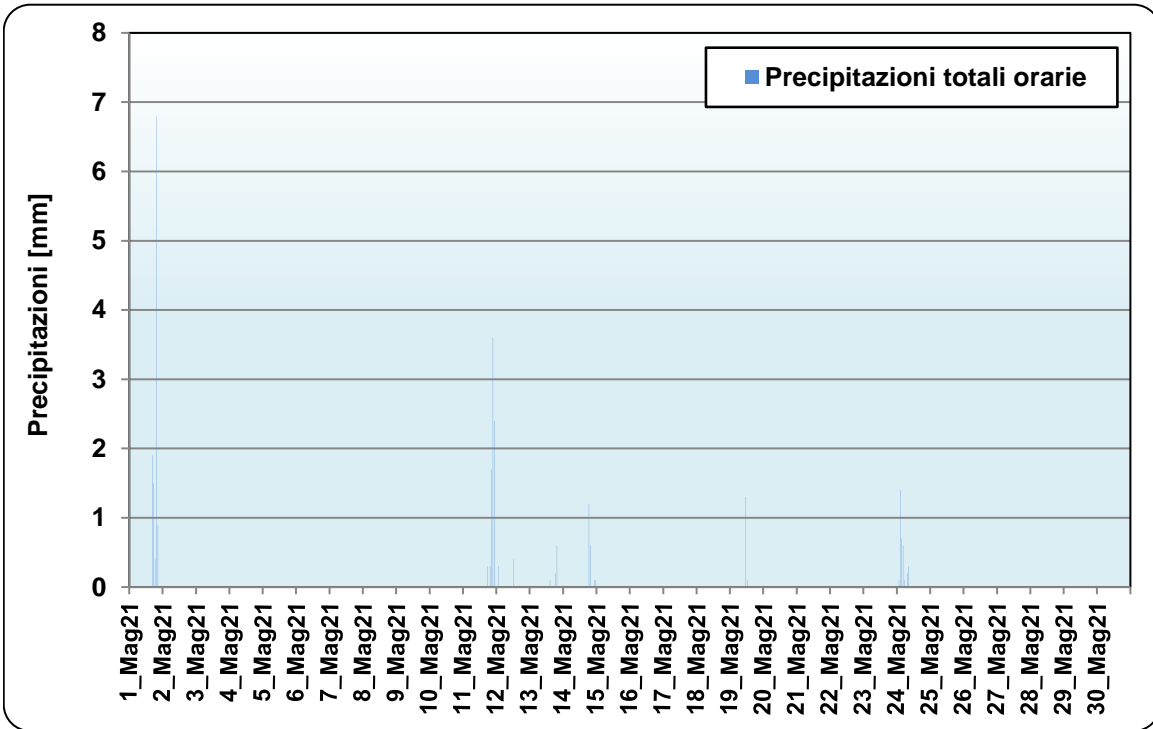 Precipitazioni totali orarie
Precipitazioni [mm]
8
7
6
5
4
3
2
1
0
1_Mag21
2_Mag21
3_Mag21
4_Mag21
5_Mag21
6_Mag21
7_Mag21
8_Mag21
9_Mag21
10_Mag21
11_Mag21
12_Mag21
13_Mag21
14_Mag21
15_Mag21
16_Mag21
17_Mag21
18_Mag21
19_Mag21
20_Mag21
21_Mag21
22_Mag21
23_Mag21
24_Mag21
25_Mag21
26_Mag21
27_Mag21
28_Mag21
29_Mag21
30_Mag21